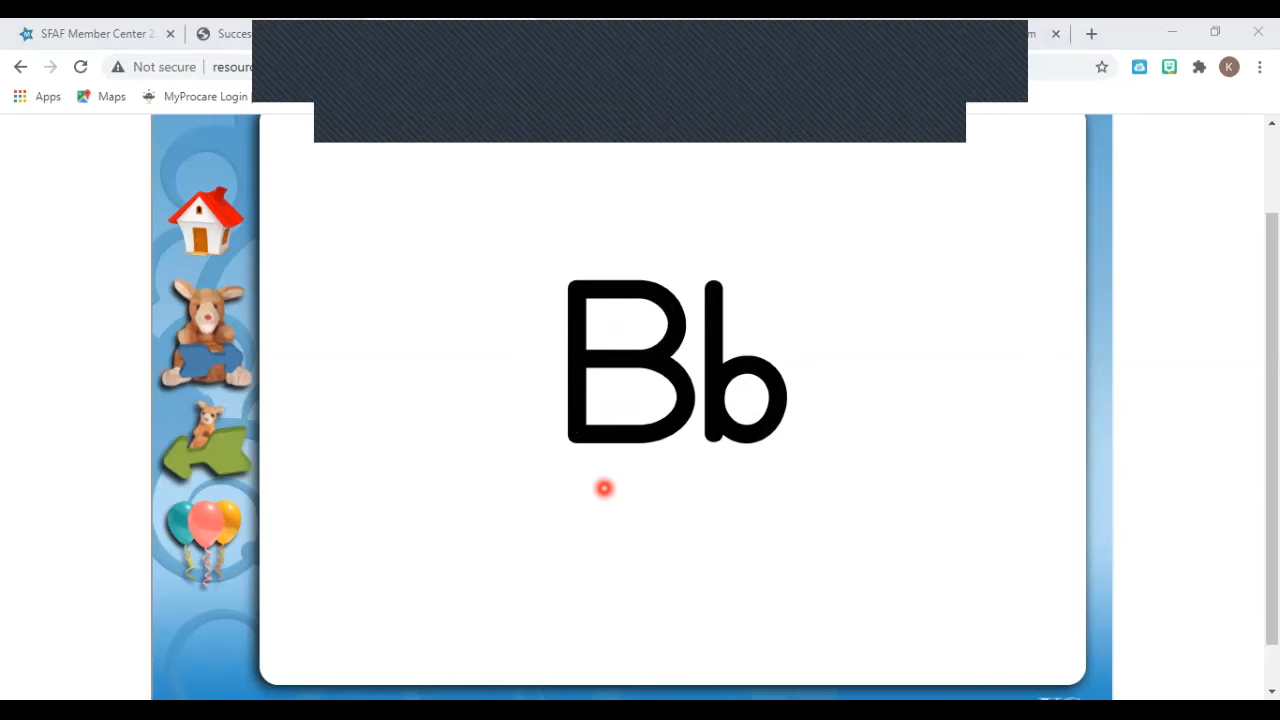 SFAF Member Center 2
Succes
Not secure
resourc
Apps
Maps
MyProcare Login
K
Bb